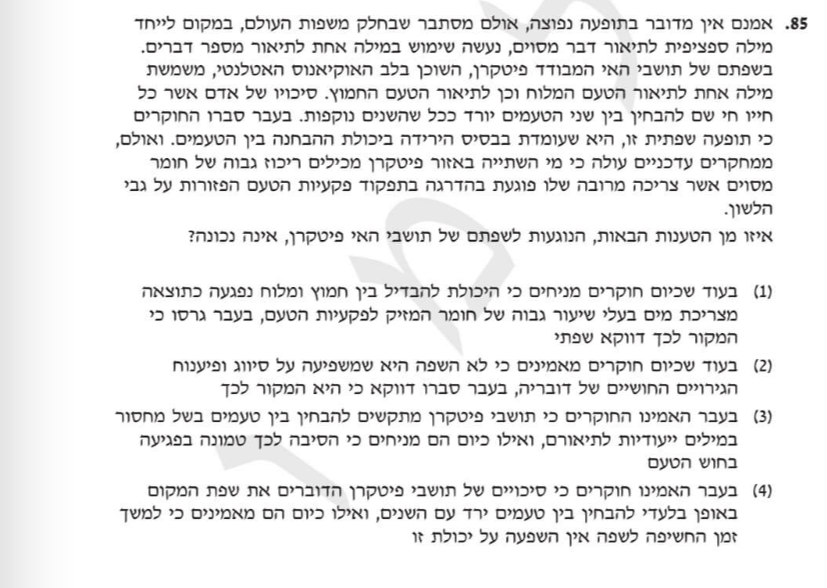 85. אמנם אין מדובר בתופעה נפוצה, אולם מסתבר שבחלק משפות העולם, במקום לייחד
מילה ספציפית לתיאור דבר מסוים, נעשה שימוש במילה אחת לתיאור מספר דברים.
בשפתם של תושבי האי המבודד פיטקרן, השוכן בלב האוקיאנוס האטלנטי, משמשת
מילה אחת לתיאור הטעם המלוח וכן לתיאור הטעם החמוץ. סיכויו של אדם אשר כל
חייו חי שם להבחין בין שני הטעמים יורד ככל שהשנים נוקפות. בעבר סברו החוקרים
כי תופעה שפתית זו, היא שעומדת בבסיס הירידה ביכולת ההבחנה בין הטעמים. ואולם,
ממחקרים עדכניים עולה כי מי השתייה באזור פיטקרן מכילים ריכוז גבוה של חומר
מסוים אשר צריכה מרובה שלו פוגעת בהדרגה בתפקוד פקעיות הטעם הפזורות על גבי
הלשון.
איזו מן הטענות הבאות, הנוגעות לשפתם של תושבי האי פיטקרן, אינה נכונה?
(1) בעוד שכיום חוקרים מניחים כי היכולת להבדיל בין חמוץ ומלוח נפגעה כתוצאה
מצריכת מים בעלי שיעור גבוה של חומר המזיק לפקעיות הטעם, בעבר גרסו כי
המקור לכך דווקא שפתי
(2) בעוד שכיום חוקרים מאמינים כי לא השפה היא שמשפיעה על סיווג ופיענוח
הגירויים החושיים של דובריה, בעבר סברו דווקא כי היא המקור לכך
(3) בעבר האמינו החוקרים כי תושבי פיטקרן מתקשים להבחין בין טעמים בשל מחסור
במילים ייעודיות לתיאורם, ואילו כיום הם מניחים כי הסיבה לכך טמונה בפגיעה
בחוש הטעם
(4) בעבר האמינו חוקרים כי סיכויים של תושבי פיטקרן הדוברים את שפת המקום
באופן בלעדי להבחין בין טעמים ירד עם השנים, ואילו כיום הם מאמינים כי למשך
זמן החשיפה לשפה אין השפעה על יכולת זו